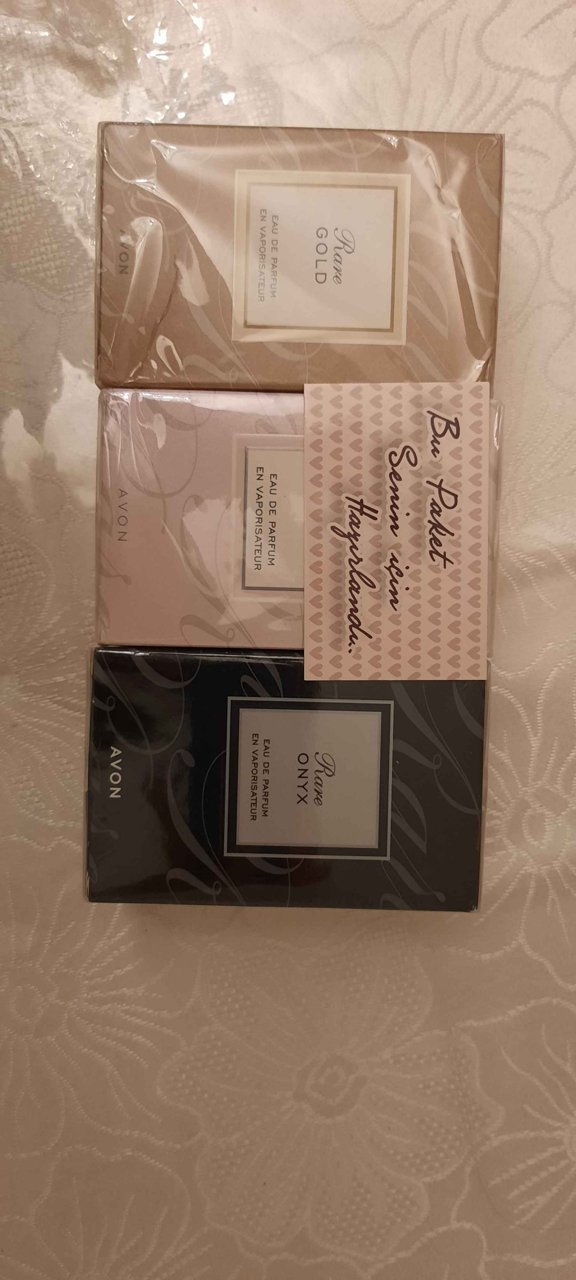 Rare
GOLD
EAU DE PARFUM
EN VAPORISATEUR
AVON
Bu Paket
Senin için
Hazırlandı.
EAU DE PARFUM
EN VAPORISATEUR
AVON
Rare
ONYX
EAU DE PARFUM
EN VAPORISATEUR
AVON